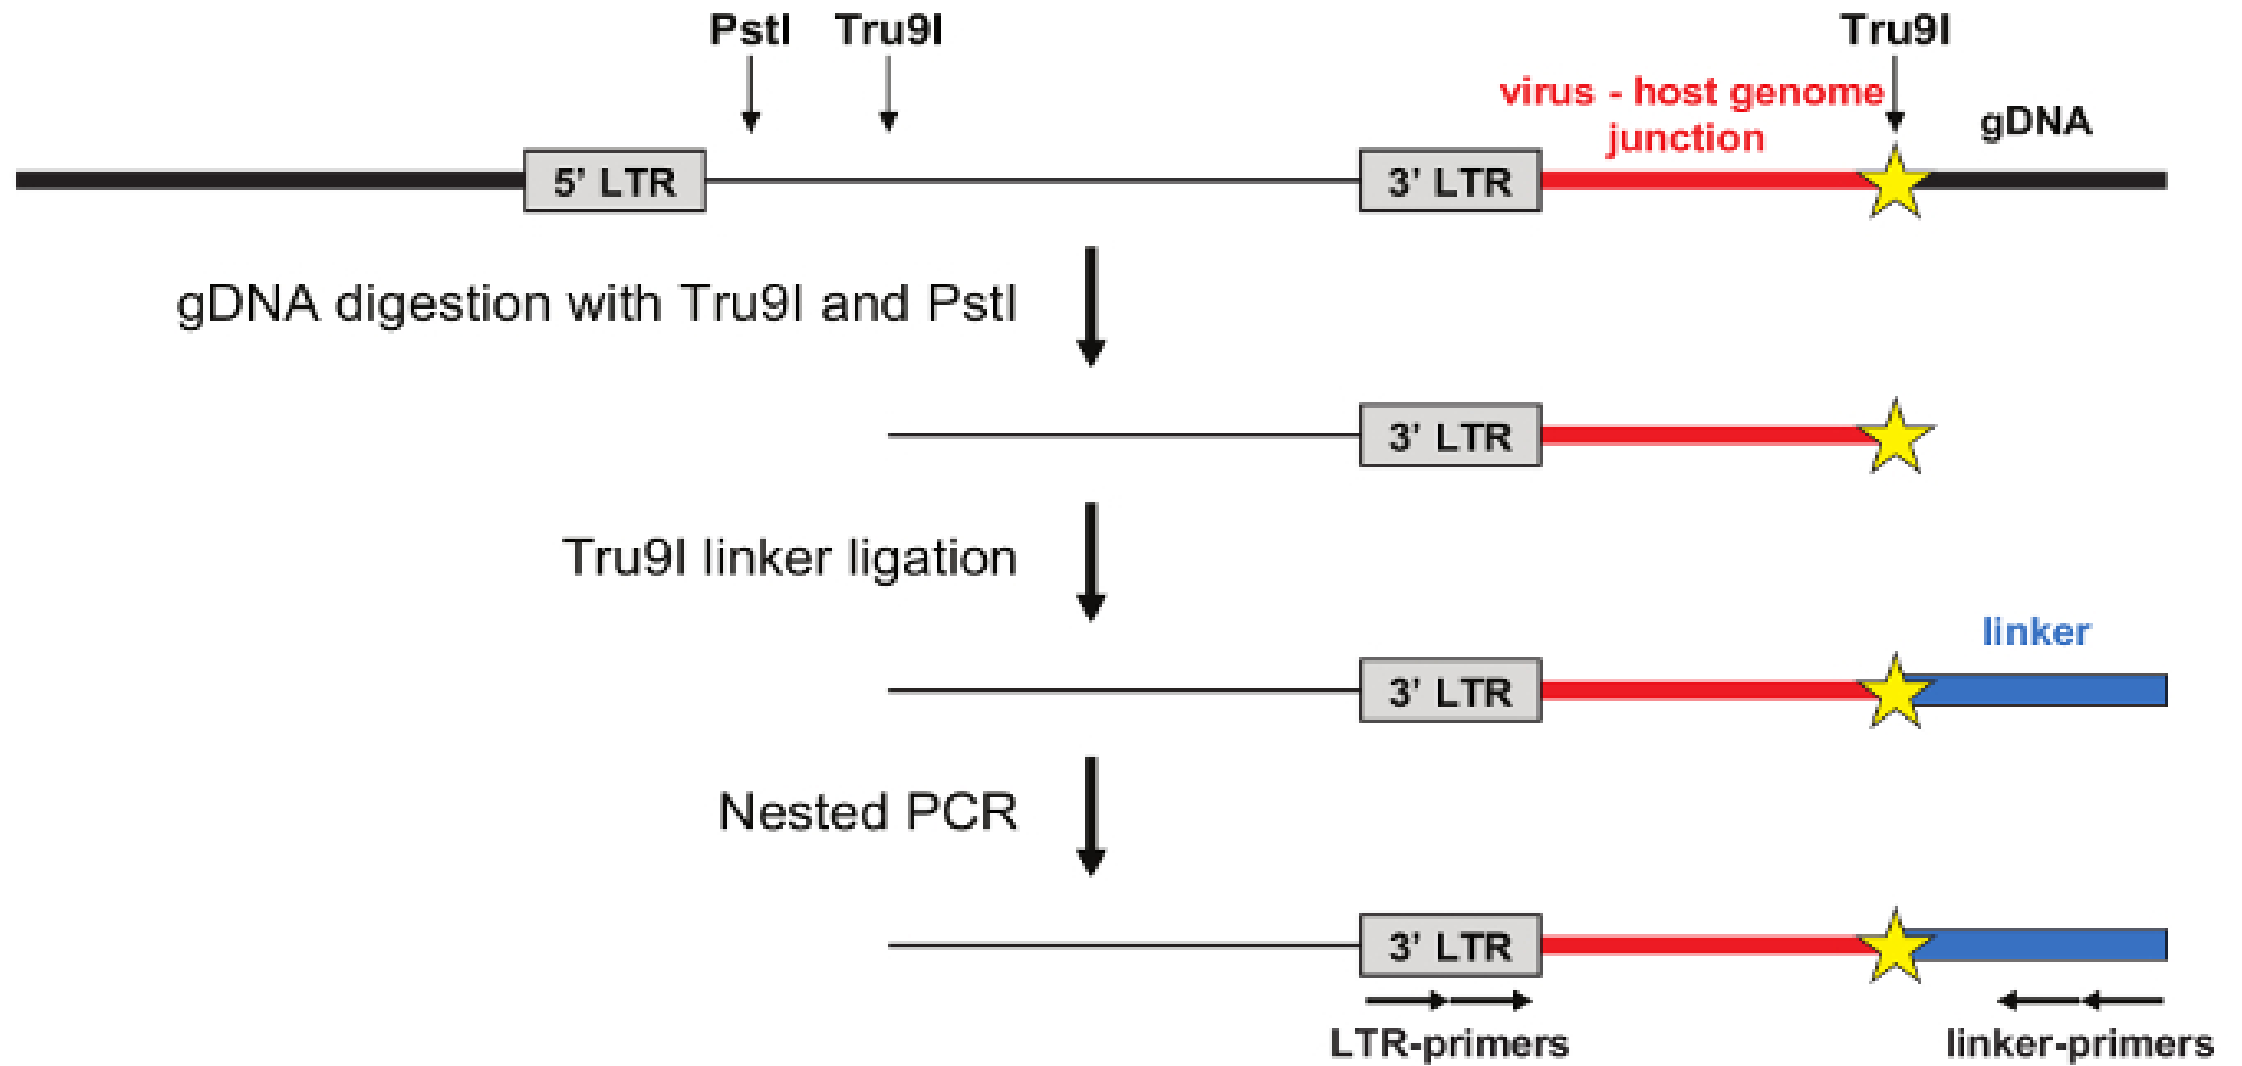 PstI Tru9I Tru9I
virus - host genome
junction
gDNA
5' LTR 3' LTR
gDNA digestion with Tru9I and PstI
3' LTR
Tru9I linker ligation
linker
3' LTR
Nested PCR
3' LTR
LTR-primers linker-primers